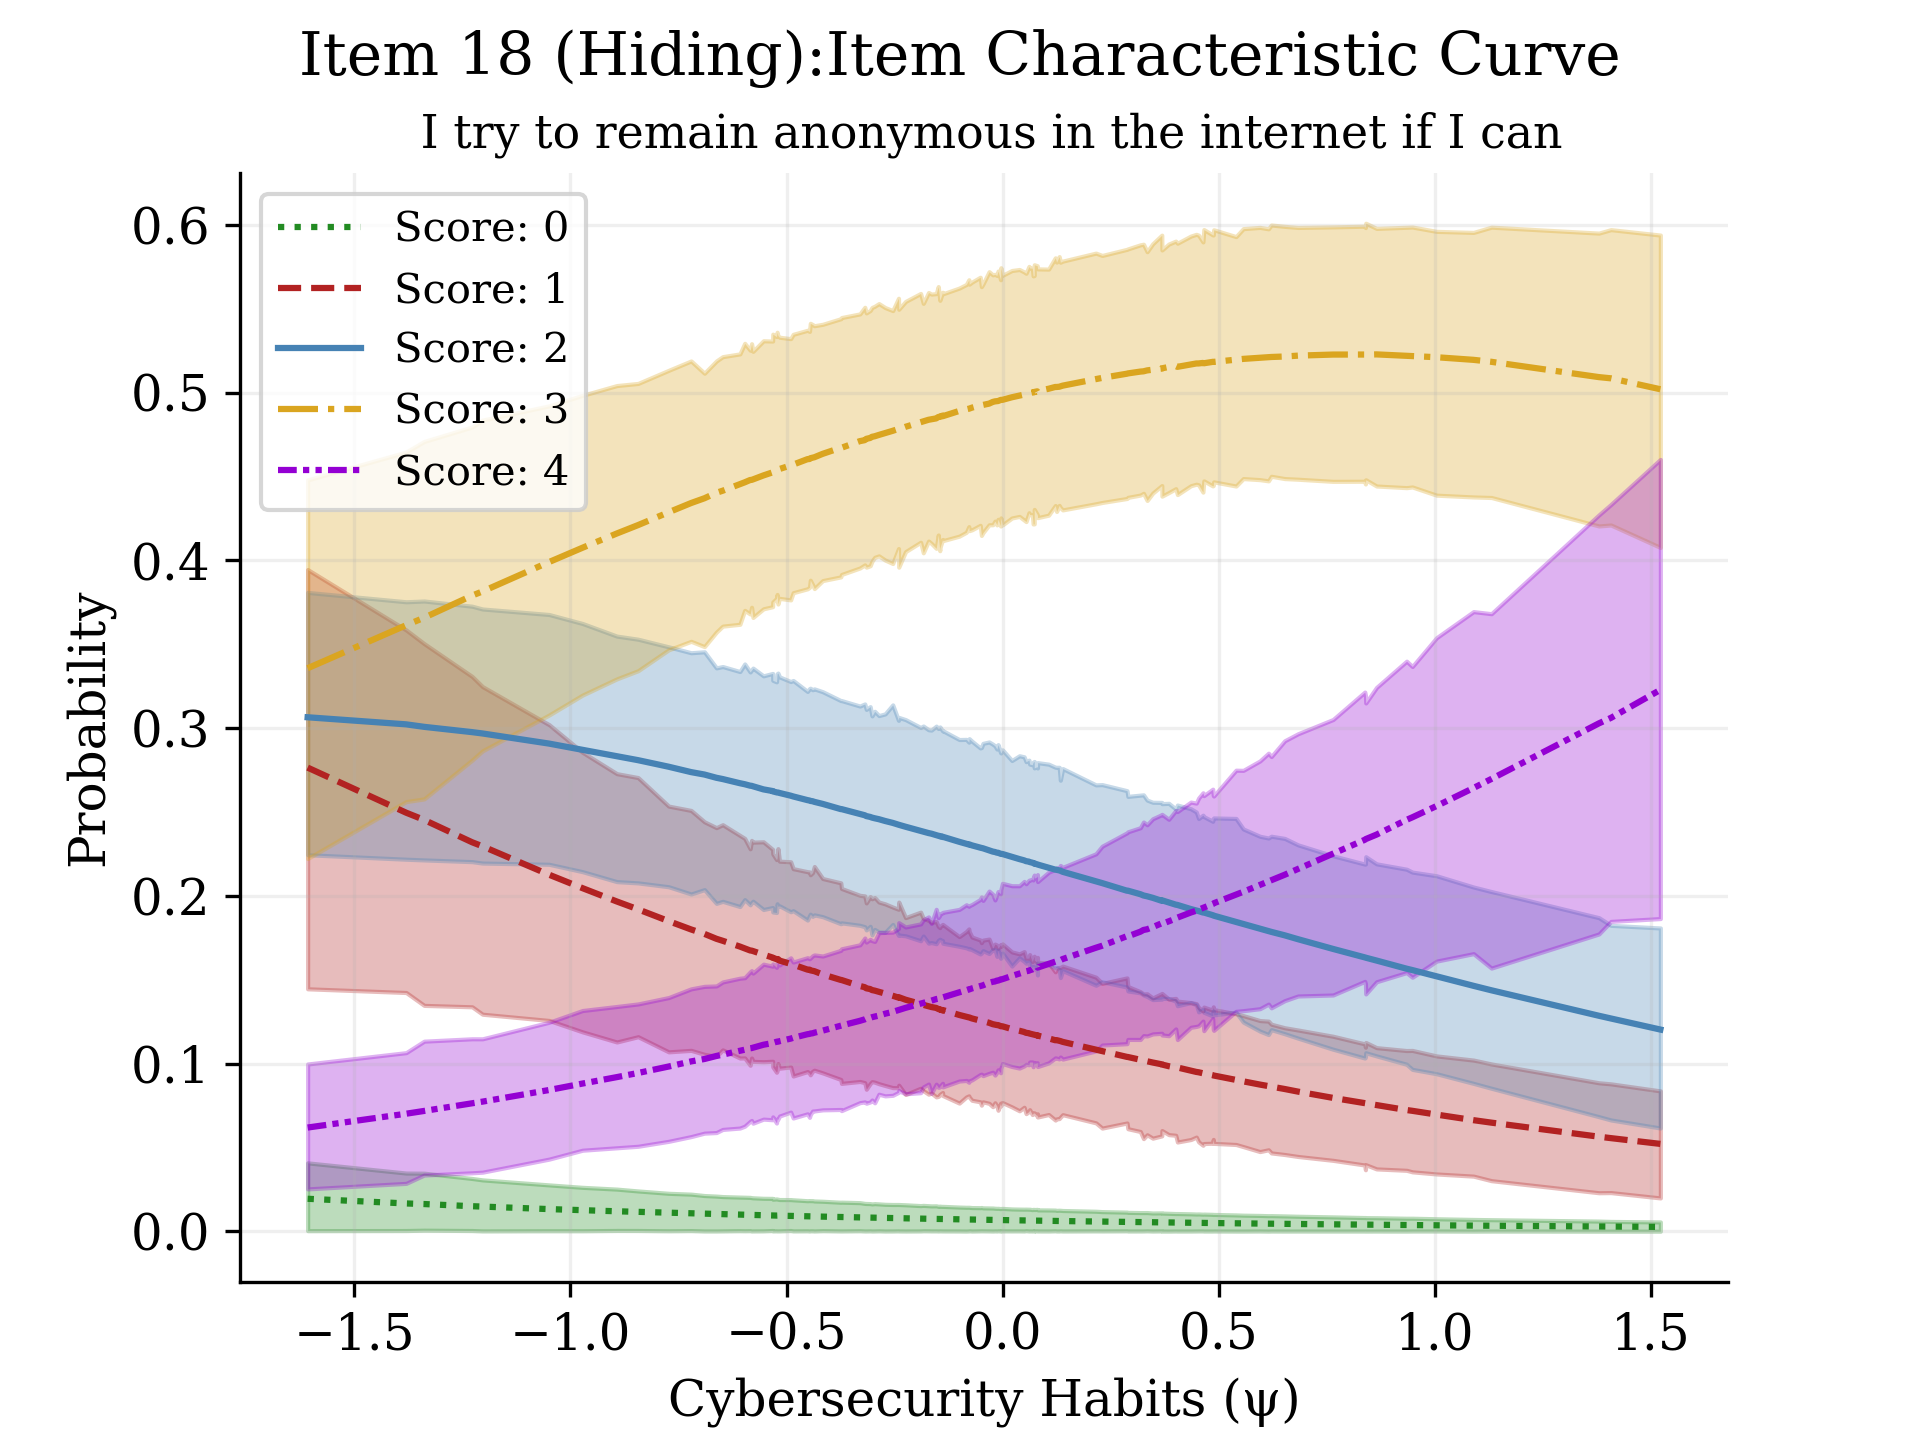 Item 18 (Hiding):Item Characteristic Curve
I try to remain anonymous in the internet if I can
Score: 0
Score: 1
Score: 2
Score: 3
Score: 4
Probability
0.6
0.5
0.4
0.3
0.2
0.1
0.0
−1.5 −1.0 −0.5 0.0 0.5 1.0 1.5
Cybersecurity Habits (ψ)